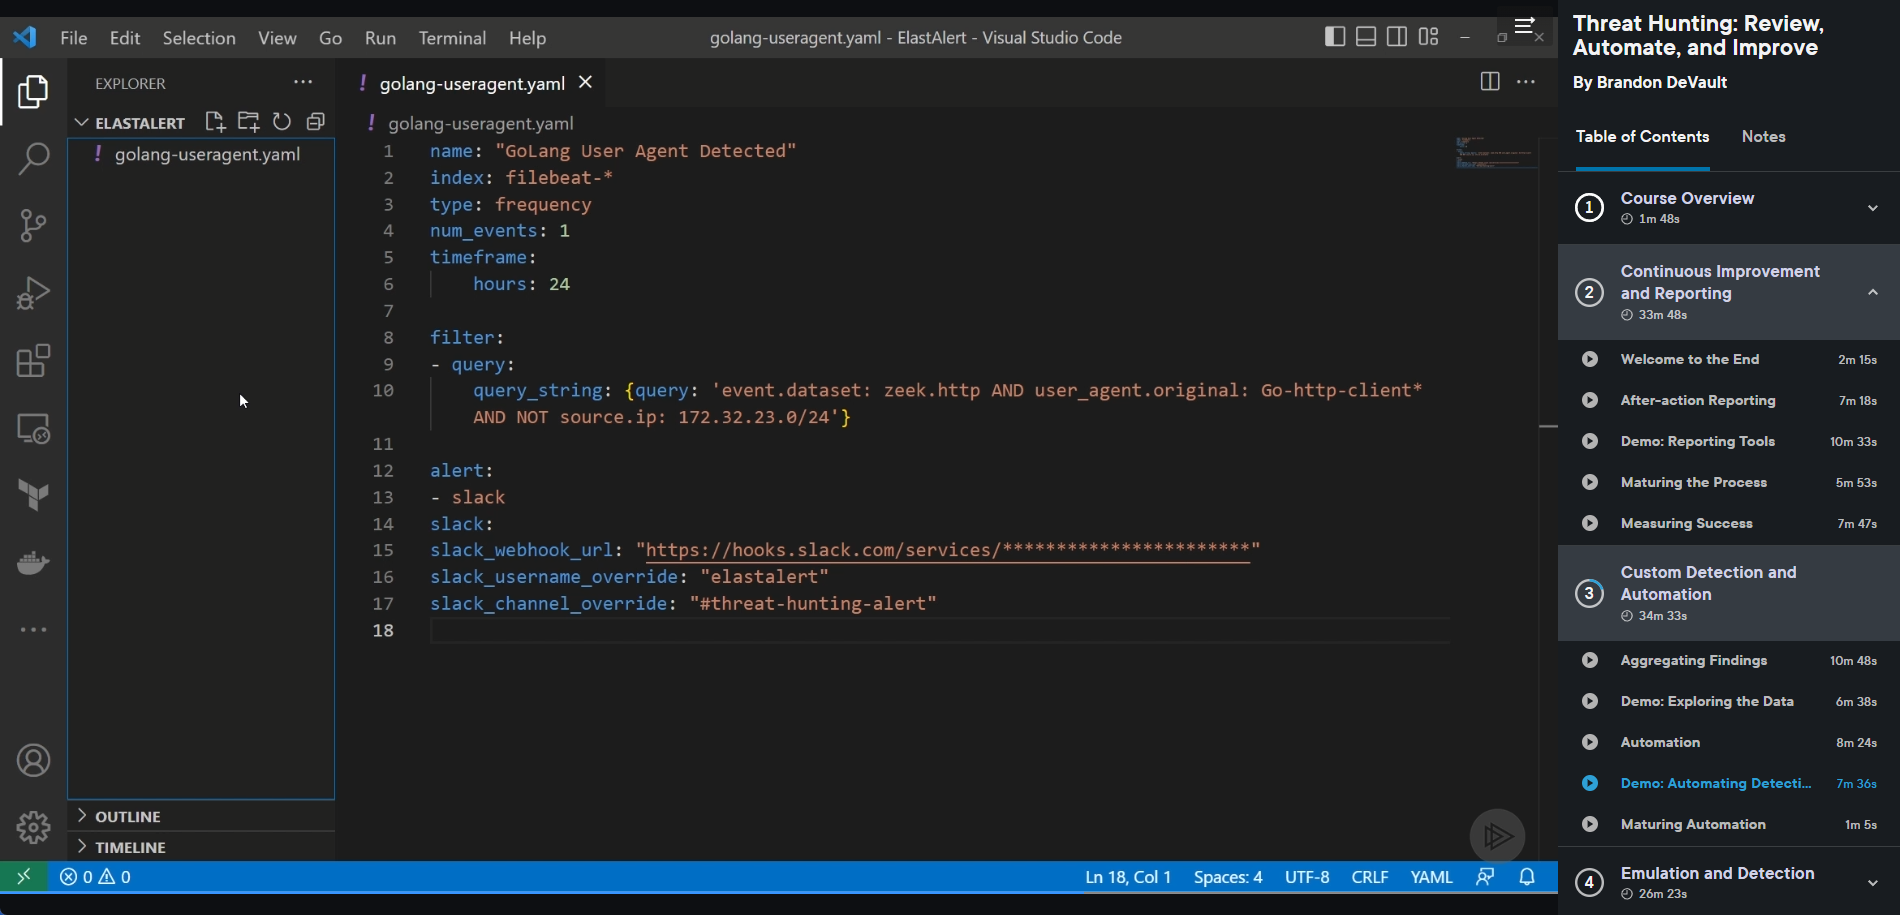 File Edit Selection View Go Run Terminal Help
golang-useragent.yaml - ElastAlert - Visual Studio Code
EXPLORER
ELASTALERT
golang-useragent.yaml
OUTLINE
TIMELINE
! golang-useragent.yaml
! golang-useragent.yaml
1 name: "GoLang User Agent Detected"
2 index: filebeat-*
3 type: frequency
4 num_events: 1
5 timeframe:
6 hours: 24
7
8 filter:
9 - query:
10 query_string: {query: 'event.dataset: zeek.http AND user_agent.original: Go-http-client*
AND NOT source.ip: 172.32.23.0/24'}
11
12 alert:
13 - slack
14 slack:
15 slack_webhook_url: "https://hooks.slack.com/services/***********************"
16 slack_username_override: "elastalert"
17 slack_channel_override: "#threat-hunting-alert"
18
0 0
Ln 18, Col 1 Spaces: 4 UTF-8 CRLF YAML
Threat Hunting: Review,
Automate, and Improve
By Brandon DeVault
Table of Contents Notes
1 Course Overview
1m 48s
2 Continuous Improvement
and Reporting
33m 48s
Welcome to the End 2m 15s
After-action Reporting 7m 18s
Demo: Reporting Tools 10m 33s
Maturing the Process 5m 53s
Measuring Success 7m 47s
3 Custom Detection and
Automation
34m 33s
Aggregating Findings 10m 48s
Demo: Exploring the Data 6m 38s
Automation 8m 24s
Demo: Automating Detecti... 7m 36s
Maturing Automation 1m 5s
4 Emulation and Detection
26m 23s